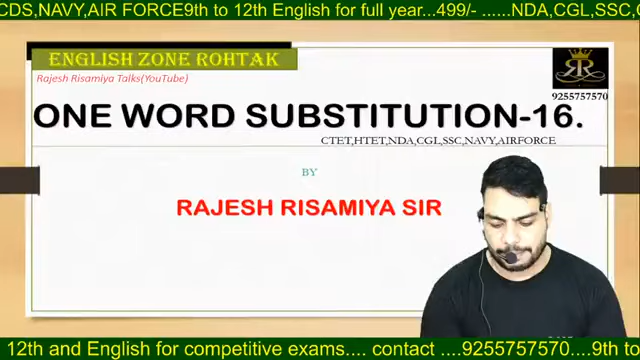 CDS,NAVY,AIR FORCE9th to 12th English for full year...499/- ......NDA,CGL,SSC,
ENGLISH ZONE ROHTAK
Rajesh Risamiya Talks(YouTube)
RR
9255757570
ONE WORD SUBSTITUTION-16.
CTET,HTET,NDA,CGL,SSC,NAVY,AIRFORCE
BY
RAJESH RISAMIYA SIR
12th and English for competitive exams.... contact ....9255757570....9th to